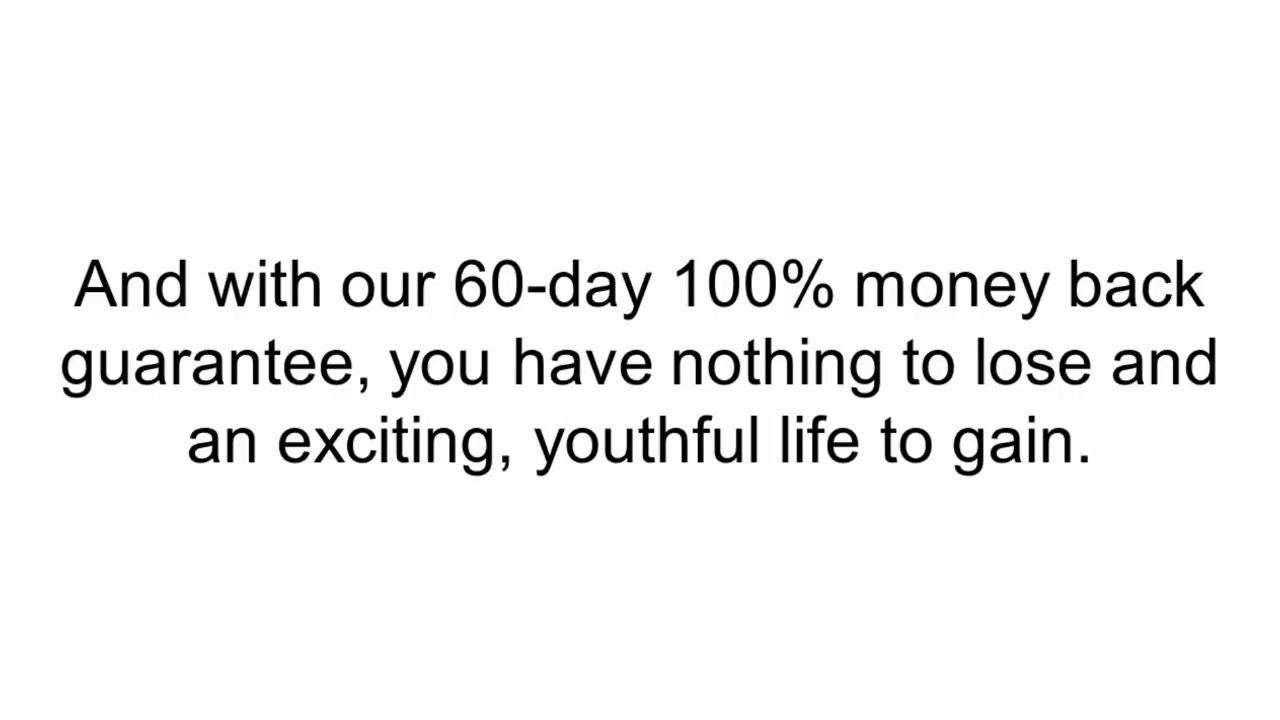 And with our 60-day 100% money back
guarantee, you have nothing to lose and
an exciting, youthful life to gain.